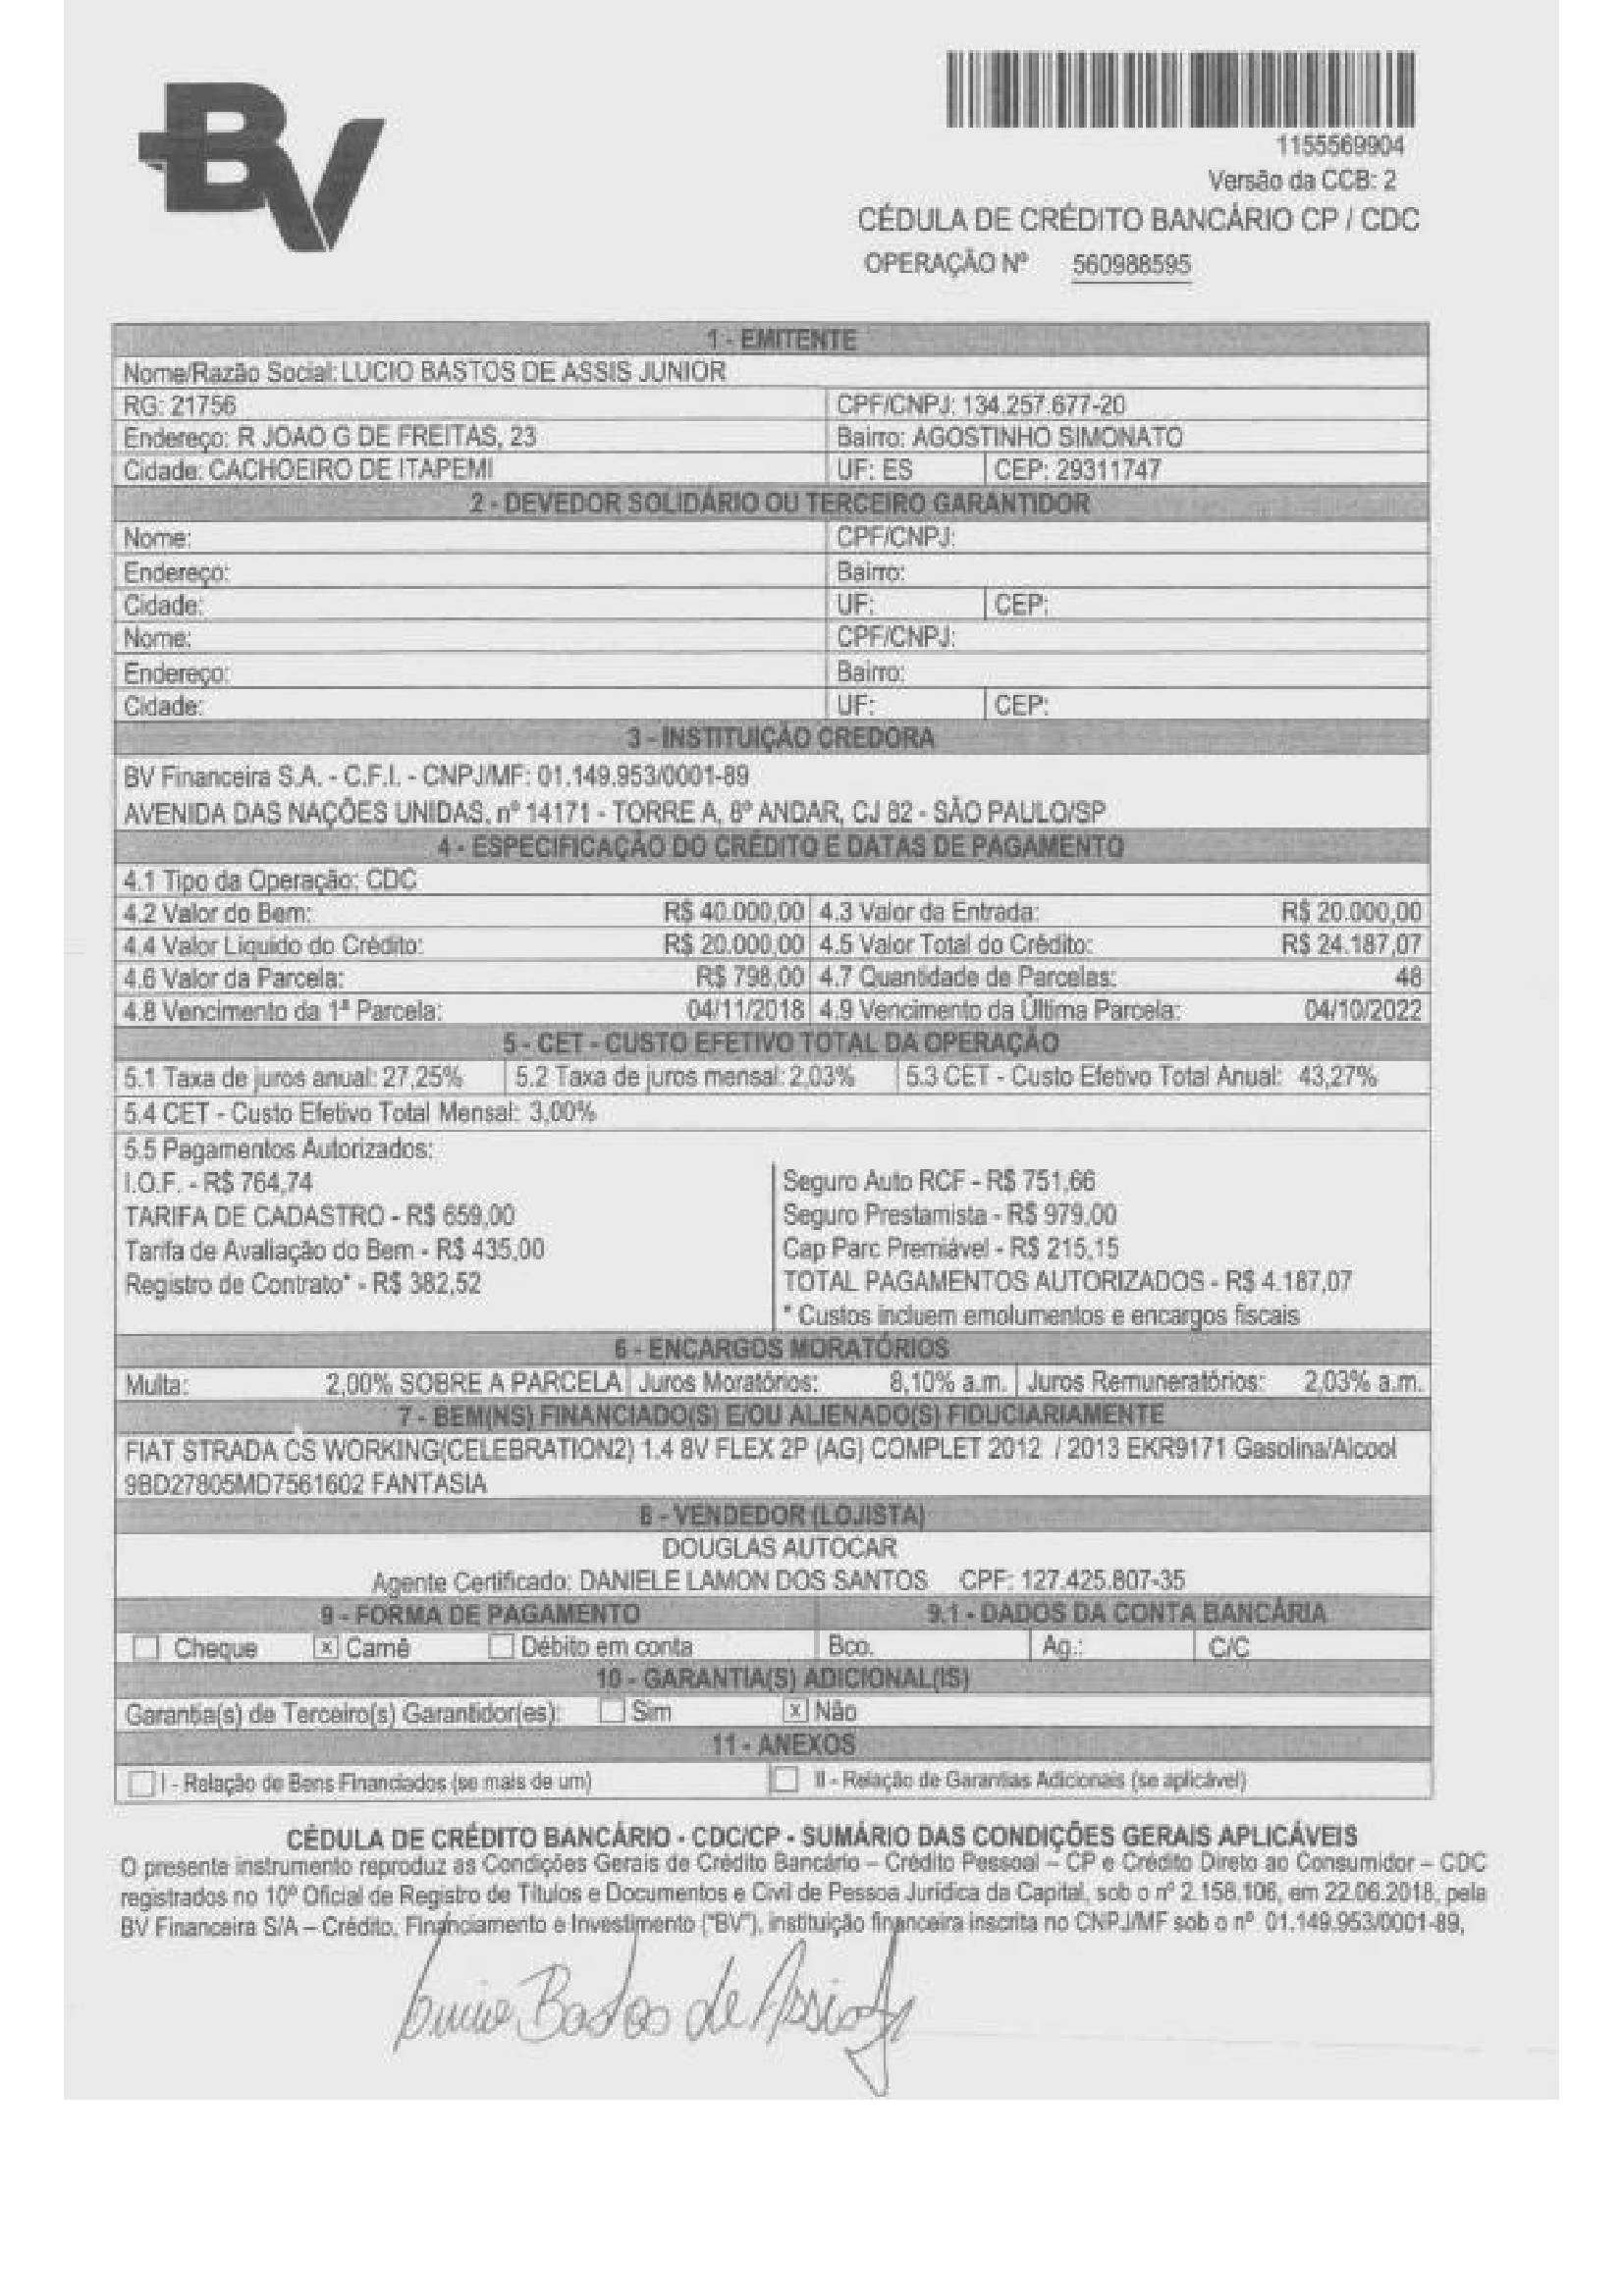 BV
1155569904
Versão da CCB: 2
CÉDULA DE CRÉDITO BANCÁRIO CP / CDC
OPERAÇÃO Nº 560988595
1 - EMITENTE
Nome/Razão Social: LUCIO BASTOS DE ASSIS JUNIOR
RG: 21756 CPF/CNPJ: 134.257.677-20
Endereço: R JOAO G DE FREITAS, 23 Bairro: AGOSTINHO SIMONATO
Cidade: CACHOEIRO DE ITAPEMI UF: ES CEP: 29311747
2 - DEVEDOR SOLIDÁRIO OU TERCEIRO GARANTIDOR
Nome: CPF/CNPJ:
Endereço: Bairro:
Cidade: UF: CEP:
Nome: CPF/CNPJ:
Endereço: Bairro:
Cidade: UF: CEP:
3 - INSTITUIÇÃO CREDORA
BV Financeira S.A. - C.F.I. - CNPJ/MF: 01.149.953/0001-89
AVENIDA DAS NAÇÕES UNIDAS, nº 14171 - TORRE A, 8º ANDAR, CJ 82 - SÃO PAULO/SP
4 - ESPECIFICAÇÃO DO CRÉDITO E DATAS DE PAGAMENTO
4.1 Tipo da Operação: CDC
4.2 Valor do Bem: R$ 40.000,00 4.3 Valor da Entrada: R$ 20.000,00
4.4 Valor Líquido do Crédito: R$ 20.000,00 4.5 Valor Total do Crédito: R$ 24.187,07
4.6 Valor da Parcela: R$ 798,00 4.7 Quantidade de Parcelas: 48
4.8 Vencimento da 1ª Parcela: 04/11/2018 4.9 Vencimento da Última Parcela: 04/10/2022
5 - CET - CUSTO EFETIVO TOTAL DA OPERAÇÃO
5.1 Taxa de juros anual: 27,25% 5.2 Taxa de juros mensal: 2,03% 5.3 CET - Custo Efetivo Total Anual: 43,27%
5.4 CET - Custo Efetivo Total Mensal: 3,00%
5.5 Pagamentos Autorizados:
I.O.F. - R$ 764,74 Seguro Auto RCF - R$ 751,66
TARIFA DE CADASTRO - R$ 659,00 Seguro Prestamista - R$ 979,00
Tarifa de Avaliação do Bem - R$ 435,00 Cap Parc Premiável - R$ 215,15
Registro de Contrato* - R$ 382,52 TOTAL PAGAMENTOS AUTORIZADOS - R$ 4.187,07
* Custos incluem emolumentos e encargos fiscais
6 - ENCARGOS MORATÓRIOS
Multa: 2,00% SOBRE A PARCELA Juros Moratórios: 8,10% a.m. Juros Remuneratórios: 2,03% a.m.
7 - BEM(NS) FINANCIADO(S) E/OU ALIENADO(S) FIDUCIARIAMENTE
FIAT STRADA CS WORKING(CELEBRATION2) 1.4 8V FLEX 2P (AG) COMPLET 2012 / 2013 EKR9171 Gasolina/Alcool
9BD27805MD7561602 FANTASIA
8 - VENDEDOR (LOJISTA)
DOUGLAS AUTOCAR
Agente Certificado: DANIELE LAMON DOS SANTOS CPF: 127.425.807-35
9 - FORMA DE PAGAMENTO 9.1 - DADOS DA CONTA BANCÁRIA
Cheque x Carnê Débito em conta Bco. Ag.: C/C
10 - GARANTIA(S) ADICIONAL(IS)
Garantia(s) de Terceiro(s) Garantidor(es): Sim x Não
11 - ANEXOS
I - Relação de Bens Financiados (se mais de um) II - Relação de Garantias Adicionais (se aplicável)
CÉDULA DE CRÉDITO BANCÁRIO - CDC/CP - SUMÁRIO DAS CONDIÇÕES GERAIS APLICÁVEIS
O presente instrumento reproduz as Condições Gerais de Crédito Bancário – Crédito Pessoal – CP e Crédito Direto ao Consumidor – CDC
registrados no 10º Oficial de Registro de Títulos e Documentos e Civil de Pessoa Jurídica da Capital, sob o nº 2.158.106, em 22.06.2018, pela
BV Financeira S/A – Crédito, Financiamento e Investimento ("BV"), instituição financeira inscrita no CNPJ/MF sob o nº 01.149.953/0001-89,
Lucio Bastos de Assis Jr